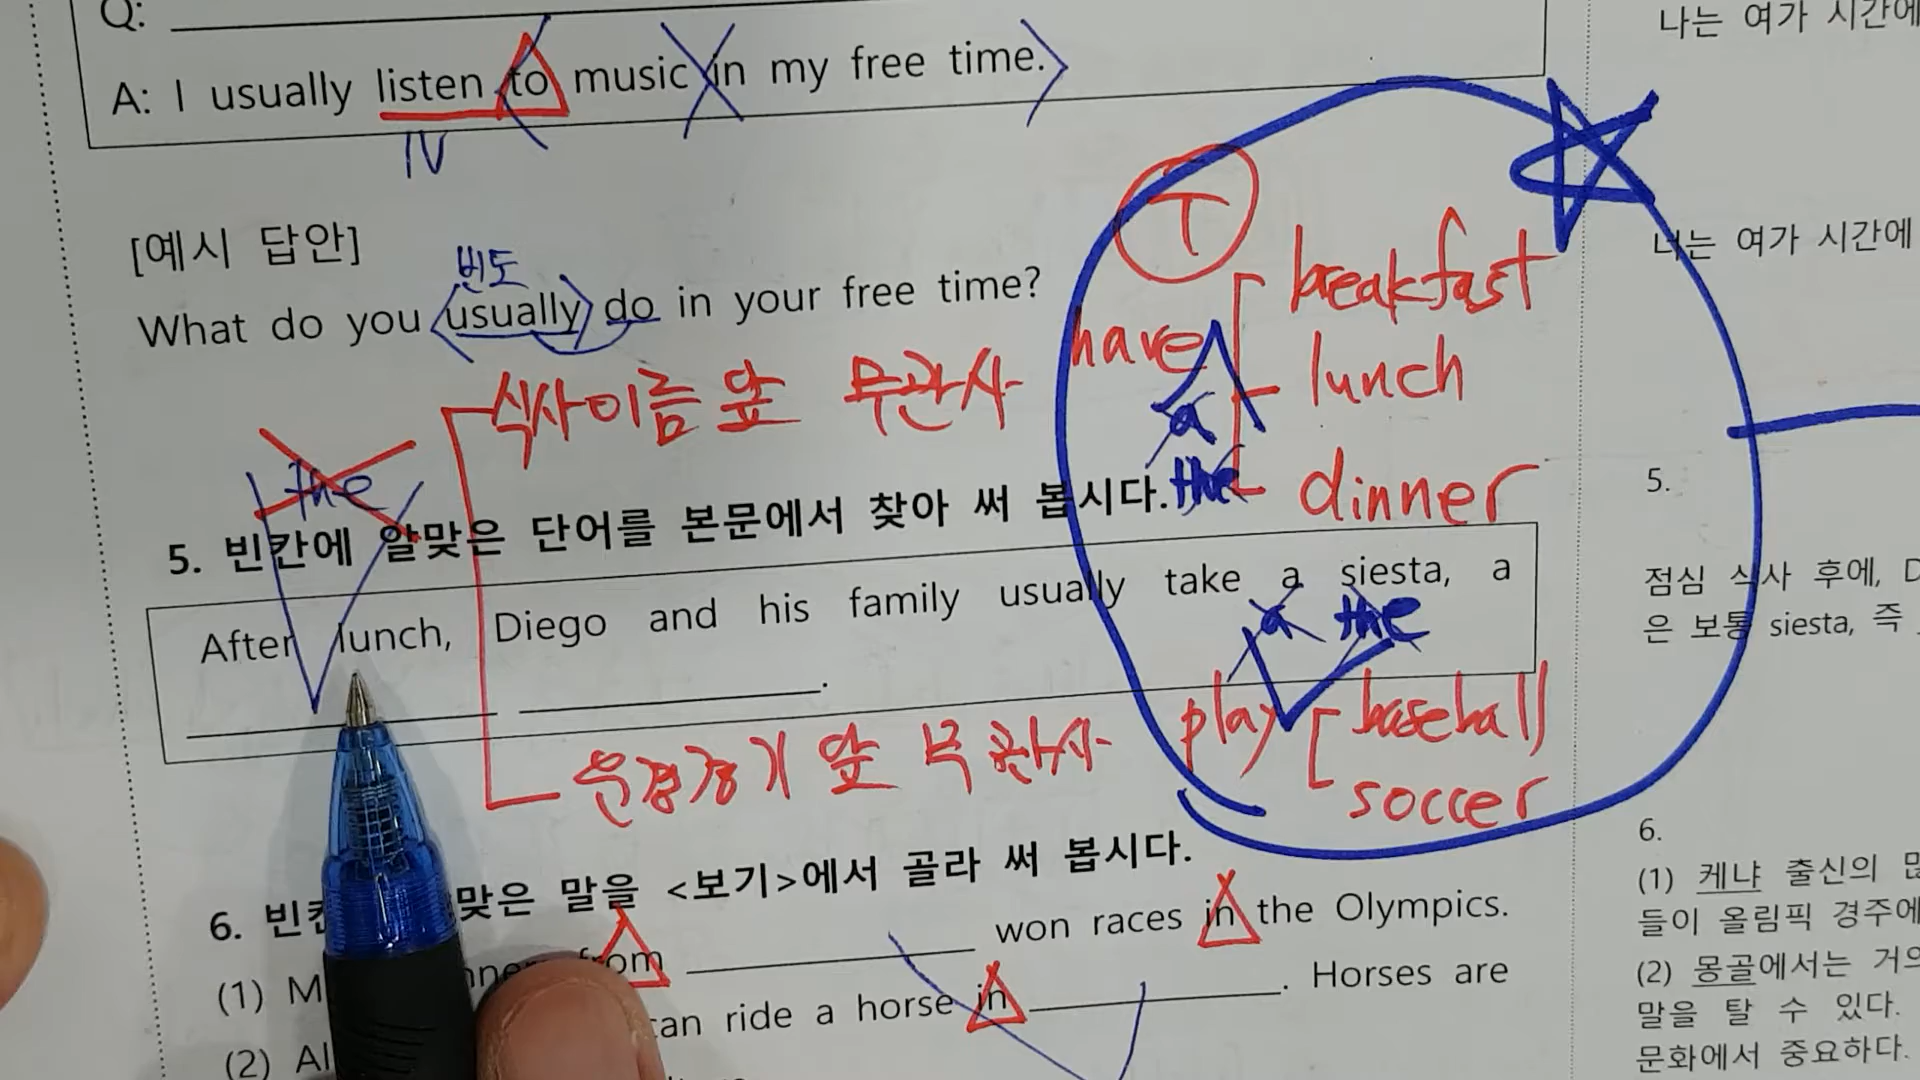 Q:
A: I usually listen to music in my free time.
IV
[예시 답안]
빈도
What do you usually do in your free time?
식사이름 앞 무관사
the
T
have
breakfast
lunch
dinner
a
the
5. 빈칸에 알맞은 단어를 본문에서 찾아 써 봅시다.
After lunch, Diego and his family usually take a siesta, a
a the
play
baseball
soccer
운경경기 앞 무관사
맞은 말을 <보기>에서 골라 써 봅시다.
6. 빈칸
(1) M from won races in the Olympics.
(2) Al can ride a horse in . Horses are
나는 여가 시간에
너는 여가 시간에
5.
점심 식사 후에, D
은 보통 siesta, 즉
6.
(1) 케냐 출신의 많
들이 올림픽 경주에
(2) 몽골에서는 거의
말을 탈 수 있다.
문화에서 중요하다.